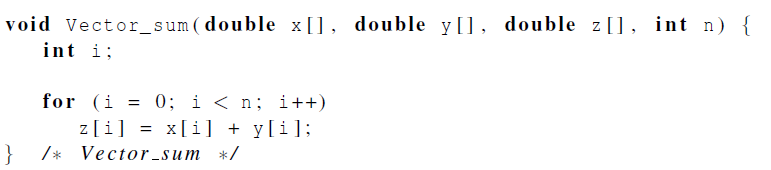 void Vector_sum(double x[], double y[], double z[], int n) {
int i;
for (i = 0; i < n; i++)
z[i] = x[i] + y[i];
} /* Vector_sum */